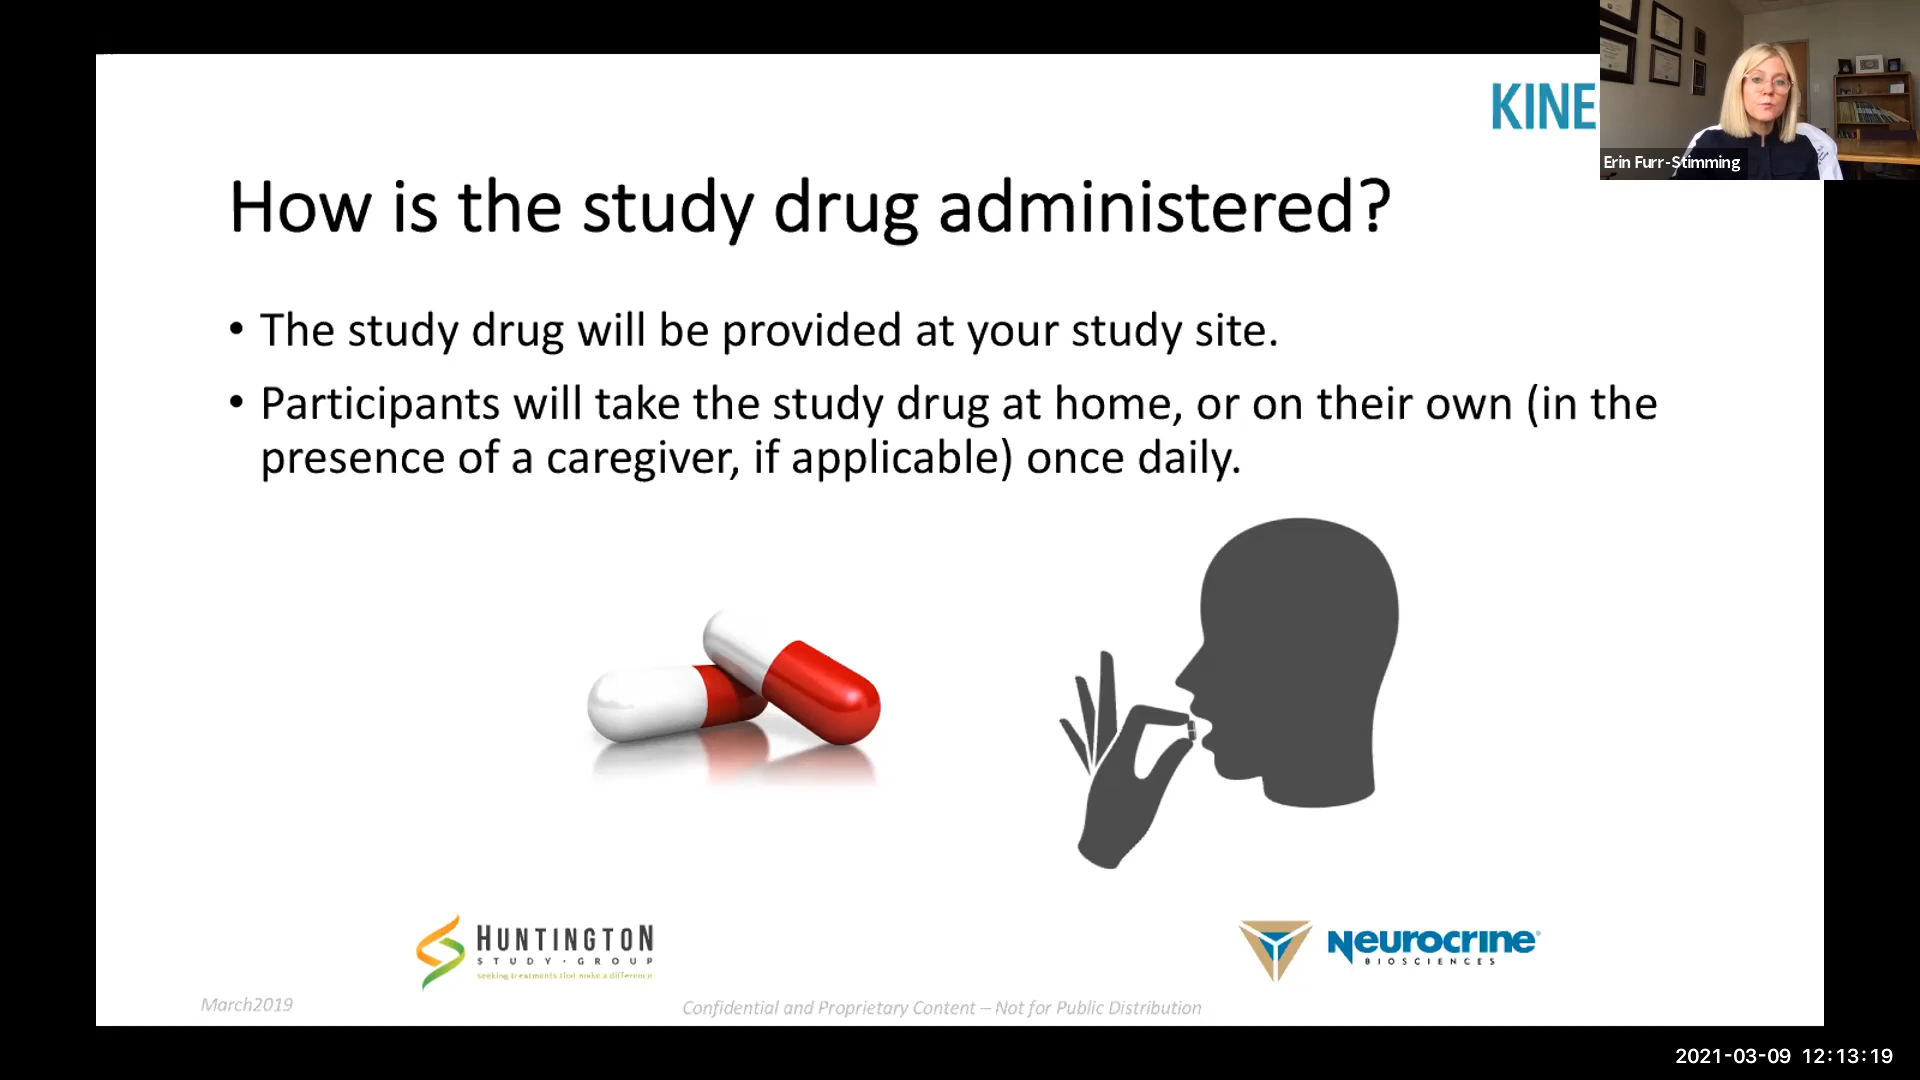 KINE
Erin Furr-Stimming
How is the study drug administered?
• The study drug will be provided at your study site.
• Participants will take the study drug at home, or on their own (in the
presence of a caregiver, if applicable) once daily.
HUNTINGTON
STUDY · GROUP
seeking treatments that make a difference
NEUROCRINE®
BIOSCIENCES
March2019
Confidential and Proprietary Content – Not for Public Distribution
2021-03-09 12:13:19